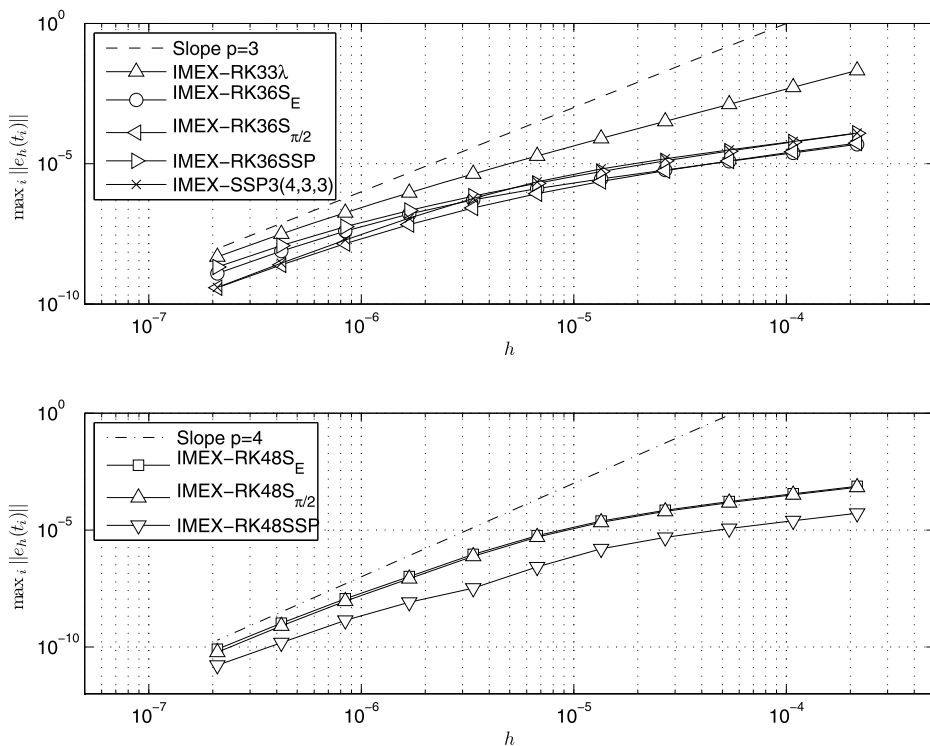 10^0
10^{-5}
10^{-10}
max_i ||e_h(t_i)||
Slope p=3
IMEX−RK33λ
IMEX−RK36S_E
IMEX−RK36S_{π/2}
IMEX−RK36SSP
IMEX−SSP3(4,3,3)
10^{-7} 10^{-6} 10^{-5} 10^{-4}
h
10^0
10^{-5}
10^{-10}
max_i ||e_h(t_i)||
Slope p=4
IMEX−RK48S_E
IMEX−RK48S_{π/2}
IMEX−RK48SSP
10^{-7} 10^{-6} 10^{-5} 10^{-4}
h